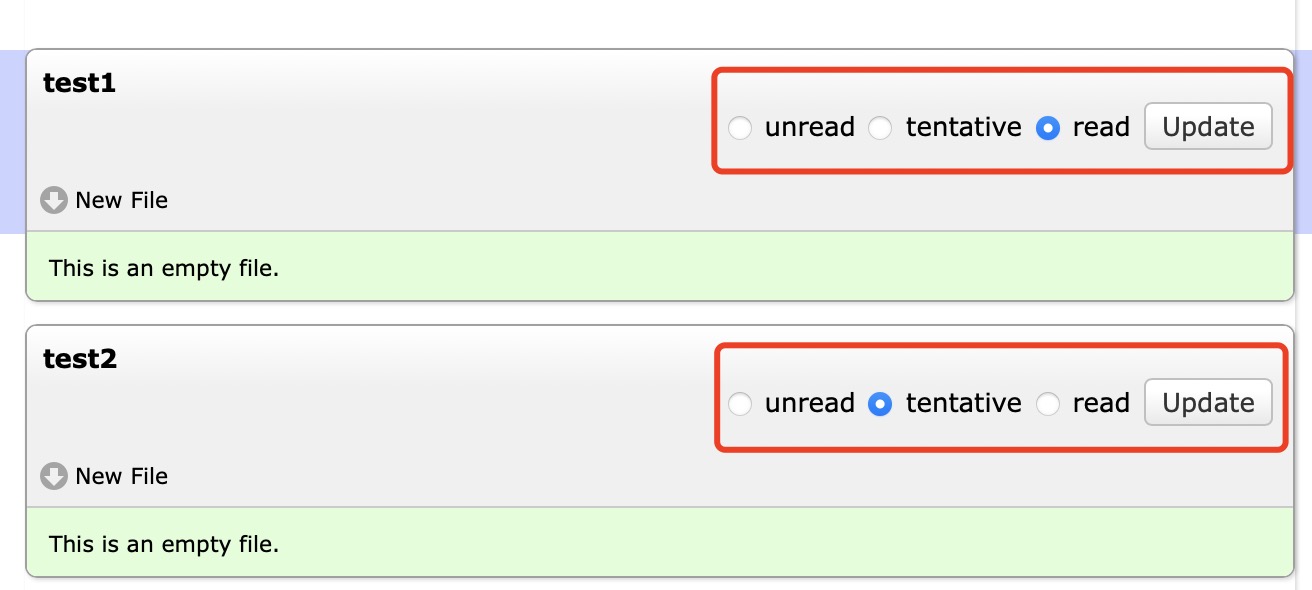 test1
unread tentative read Update
New File
This is an empty file.
test2
unread tentative read Update
New File
This is an empty file.